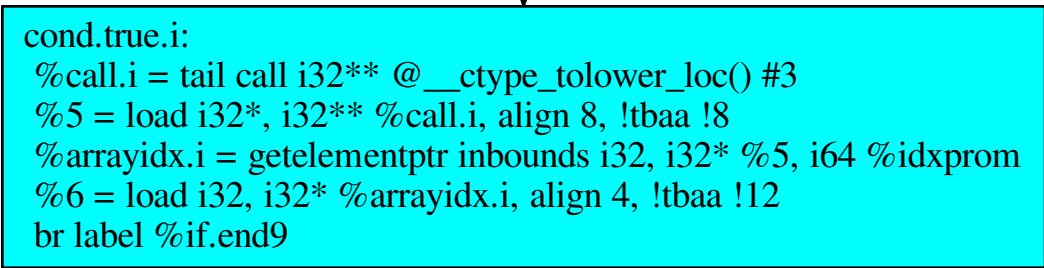 cond.true.i:
%call.i = tail call i32** @__ctype_tolower_loc() #3
%5 = load i32*, i32** %call.i, align 8, !tbaa !8
%arrayidx.i = getelementptr inbounds i32, i32* %5, i64 %idxprom
%6 = load i32, i32* %arrayidx.i, align 4, !tbaa !12
br label %if.end9